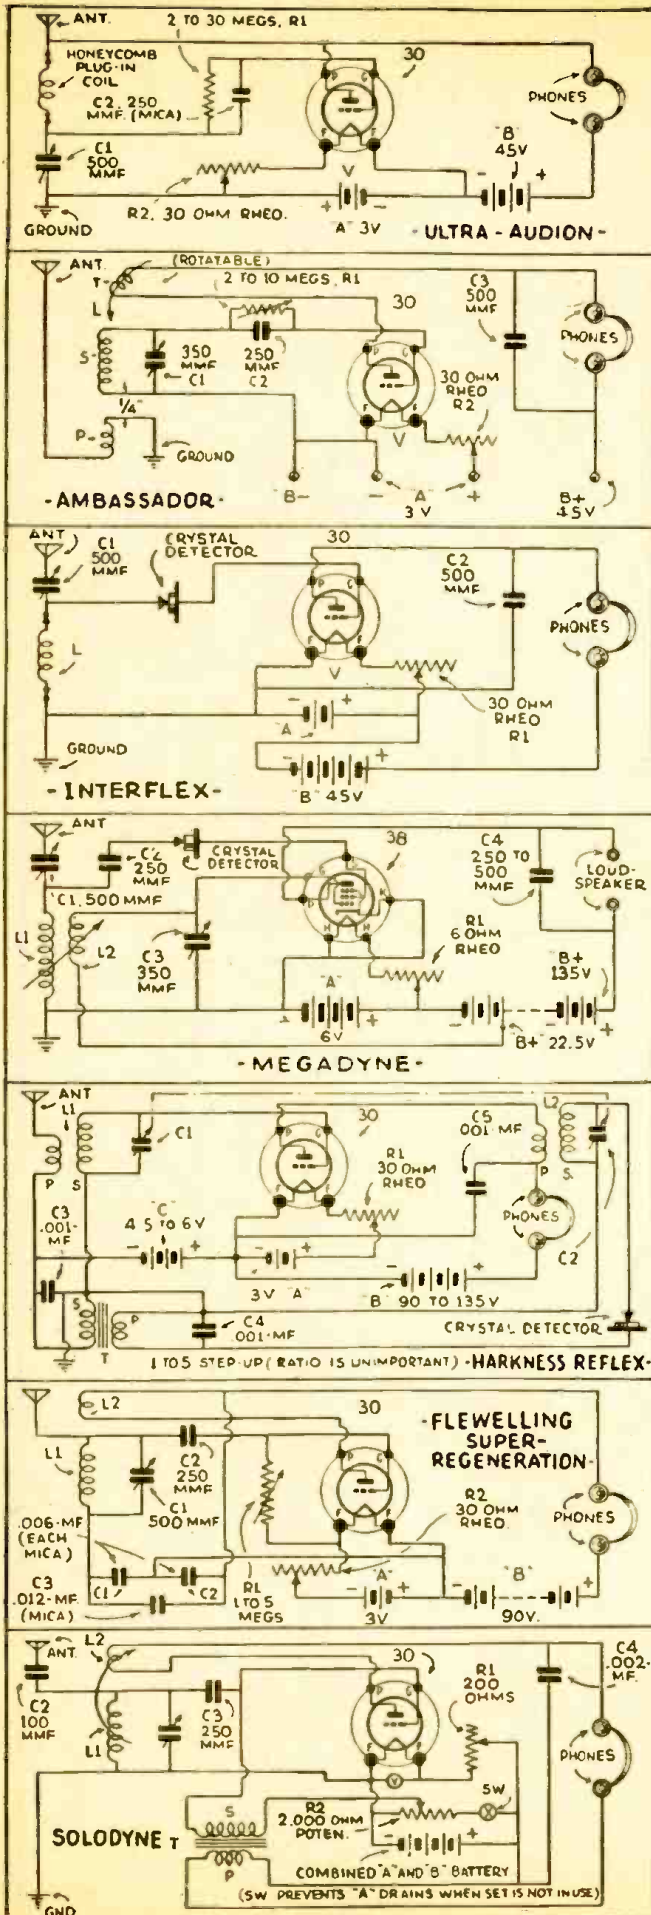 ANT.
2 TO 30 MEGS, R1
30
HONEYCOMB
PLUG-IN
COIL
C2, 250
MMF. (MICA)
P
G
F
F
PHONES
C1
500
MMF
"B"
45V
- +
V
R2, 30 OHM RHEO.
+ -
"A" 3V
GROUND
- ULTRA-AUDION -
ANT.
(ROTATABLE)
T
2 TO 10 MEGS, R1
30
L
C3
500
MMF
PHONES
S
350
MMF
C1
250
MMF
C2
P
G
F
F
30 OHM
RHEO
R2
1/4"
P
GROUND
V
B-
-
"A"
+
3 V
B+
45V
- AMBASSADOR -
ANT
C1
500
MMF
CRYSTAL
DETECTOR
30
C2
500
MMF
P
G
F
F
PHONES
L
V
- +
"A"
30 OHM
RHEO
R1
GROUND
- +
"B" 45V
- INTERFLEX -
ANT
C2
250
MMF
CRYSTAL
DETECTOR
38
C4
250 TO
500
MMF
LOUD-
SPEAKER
C1, 500 MMF
G
P
K
H
H
L1
L2
C3
350
MMF
R1
6 OHM
RHEO
"A"
- +
6V
B+
135V
- - +
B+
22.5V
- MEGADYNE -
ANT
L1
C1
30
L2
P
G
F
F
C5
.001-MF
R1
30 OHM
RHEO
P S
P S
C3
.001-
MF
"C"
4.5 TO 6V
- +
- +
3V "A"
PHONES
C2
- +
"B" 90 TO 135V
S
P
T
C4
.001-MF
CRYSTAL DETECTOR
1 TO 5 STEP-UP (RATIO IS UNIMPORTANT) - HARKNESS REFLEX -
L2
30
- FLEWELLING
SUPER-
REGENERATION -
L1
C2
250
MMF
P
G
F
F
C1
500 MMF
R2
30 OHM
RHEO.
PHONES
.006-MF
(EACH
MICA)
C1
C2
C3
.012-MF.
(MICA)
R1
1 TO 5
MEGS
"A"
- +
3V
"B"
- +
90V.
L2
ANT.
30
C4
.002-
MF.
C2
100
MMF
L1
C3
250
MMF
P
G
F
F
R1
200
OHMS
PHONES
V
S
SW
R2
2,000 OHM
POTEN.
SOLODYNE T
P
- +
COMBINED "A" AND "B" BATTERY
(SW PREVENTS "A" DRAINS WHEN SET IS NOT IN USE)
GND